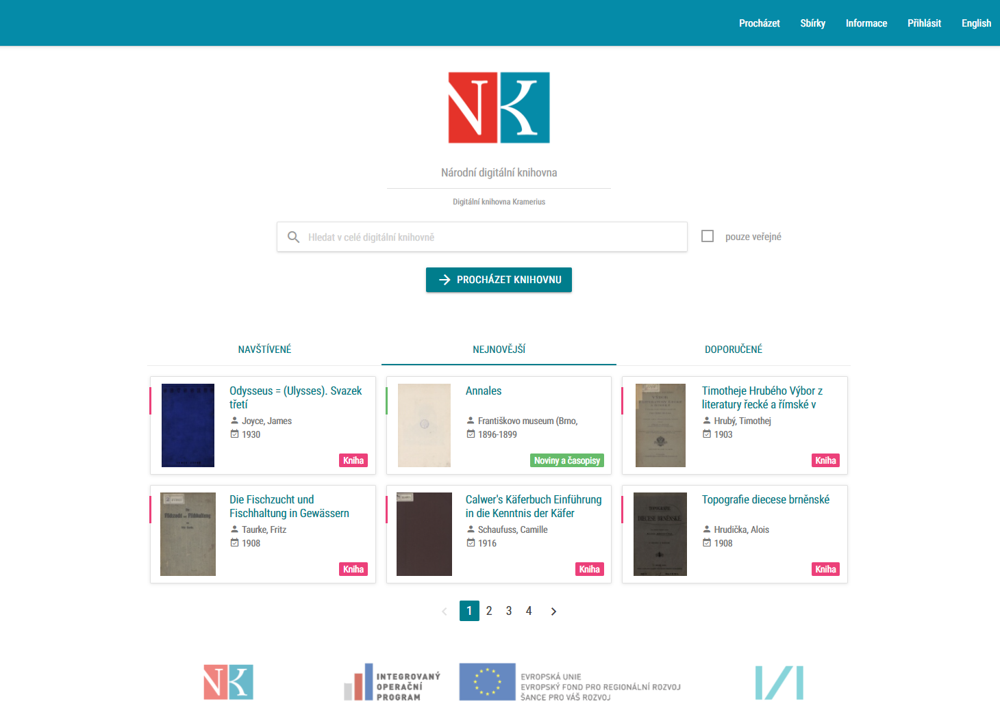 Procházet Sbírky Informace Přihlásit English
NK
Národní digitální knihovna
Digitální knihovna Kramerius
Hledat v celé digitální knihovně
pouze veřejné
PROCHÁZET KNIHOVNU
NAVŠTÍVENÉ
NEJNOVĚJŠÍ
DOPORUČENÉ
Odysseus = (Ulysses). Svazek
třetí
Joyce, James
1930
Kniha
Annales
Františkovo museum (Brno,
1896-1899
Noviny a časopisy
Timotheje Hrubého Výbor z
literatury řecké a římské v
Hrubý, Timothej
1903
Kniha
Die Fischzucht und
Fischhaltung in Gewässern
Taurke, Fritz
1908
Kniha
Calwer's Käferbuch Einführung
in die Kenntnis der Käfer
Schaufuss, Camille
1916
Kniha
TOPOGRAFIE
DIECESE BRNĚNSKÉ
Topografie diecese brněnské
Hrudička, Alois
1908
Kniha
1 2 3 4
NK
INTEGROVANÝ
OPERAČNÍ
PROGRAM
EVROPSKÁ UNIE
EVROPSKÝ FOND PRO REGIONÁLNÍ ROZVOJ
ŠANCE PRO VÁŠ ROZVOJ